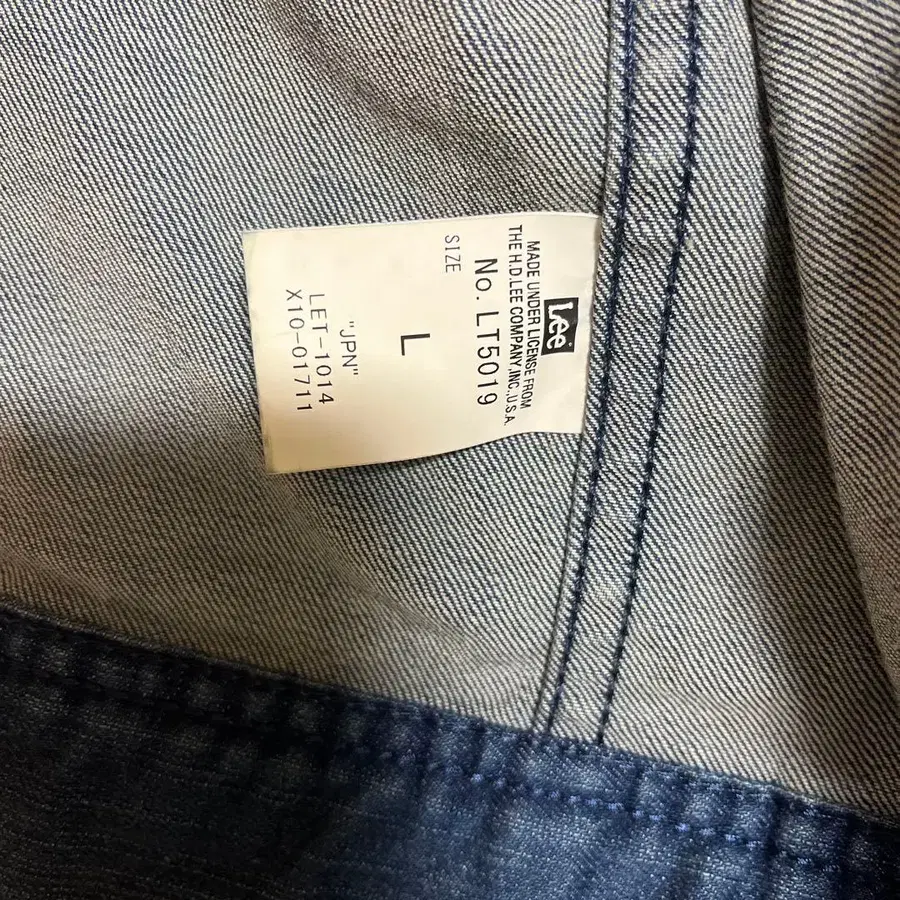 Lee
MADE UNDER LICENSE FROM
THE H.D.LEE COMPANY,INC.,U.S.A.
No. LT5019
SIZE
L
"JPN"
LET-1014
X10-01711